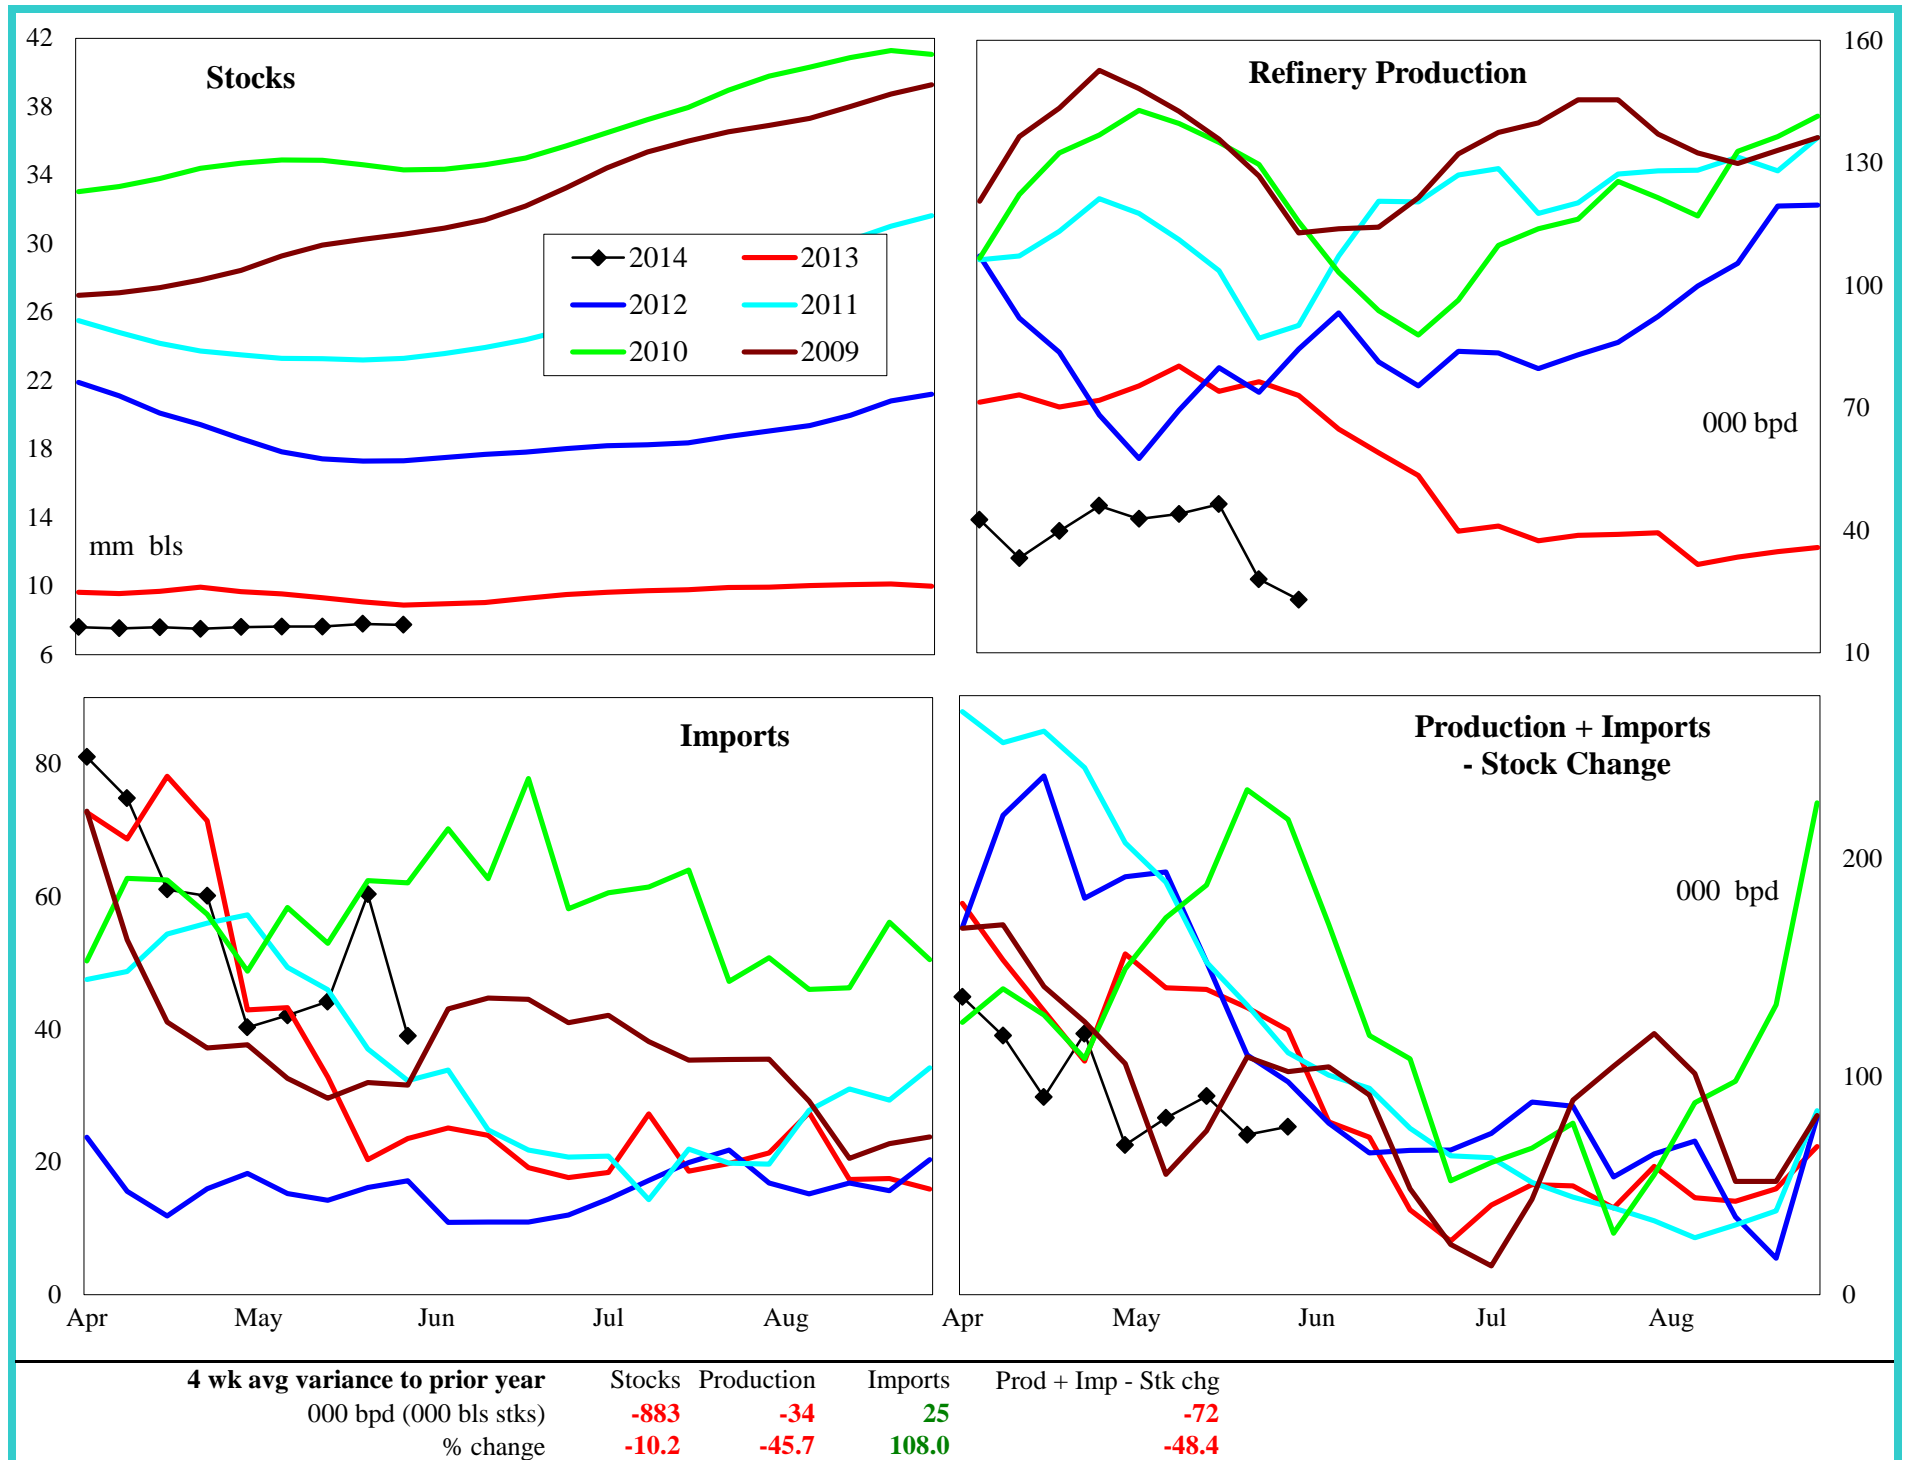 Stocks
42
38
34
30
26
22
18
14
10
6
mm bls
2014
2013
2012
2011
2010
2009
Refinery Production
160
130
100
70
40
10
000 bpd
Imports
80
60
40
20
0
Apr May Jun Jul Aug
Production + Imports
- Stock Change
200
100
0
000 bpd
Apr May Jun Jul Aug
4 wk avg variance to prior year Stocks Production Imports Prod + Imp - Stk chg
000 bpd (000 bls stks) -883 -34 25 -72
% change -10.2 -45.7 108.0 -48.4